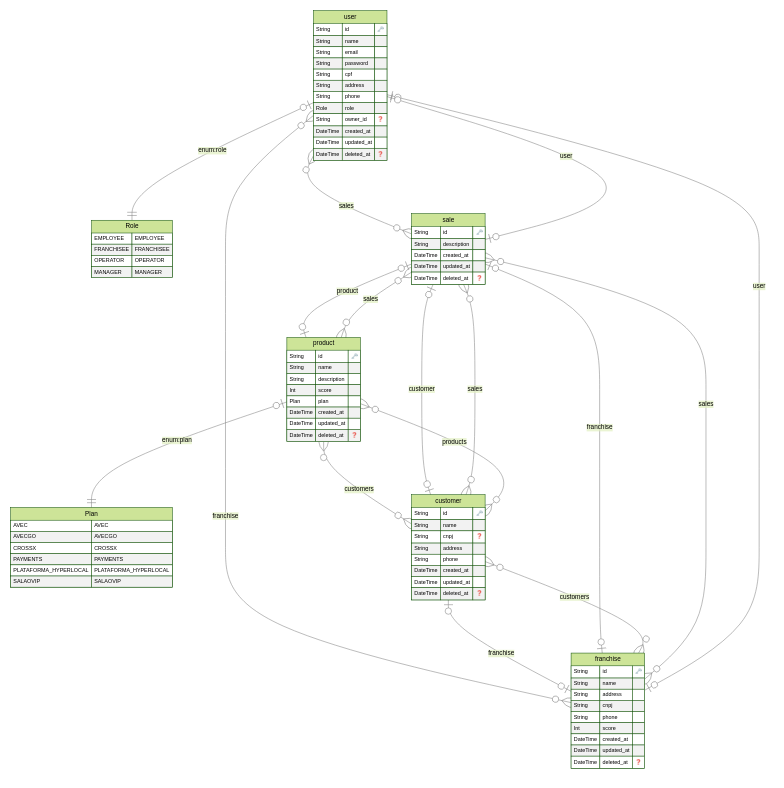 user
String id
String name
String email
String password
String cpf
String address
String phone
Role role
String owner_id ?
DateTime created_at
DateTime updated_at
DateTime deleted_at ?
enum:role
user
sales
Role
EMPLOYEE EMPLOYEE
FRANCHISEE FRANCHISEE
OPERATOR OPERATOR
MANAGER MANAGER
sale
String id
String description
DateTime created_at
DateTime updated_at
DateTime deleted_at ?
user
product
sales
product
String id
String name
String description
Int score
Plan plan
DateTime created_at
DateTime updated_at
DateTime deleted_at ?
customer
sales
sales
franchise
enum:plan
products
customers
Plan
AVEC AVEC
AVECGO AVECGO
CROSSX CROSSX
PAYMENTS PAYMENTS
PLATAFORMA_HYPERLOCAL PLATAFORMA_HYPERLOCAL
SALAOVIP SALAOVIP
franchise
customer
String id
String name
String cnpj ?
String address
String phone
DateTime created_at
DateTime updated_at
DateTime deleted_at ?
customers
franchise
franchise
String id
String name
String address
String cnpj
String phone
Int score
DateTime created_at
DateTime updated_at
DateTime deleted_at ?